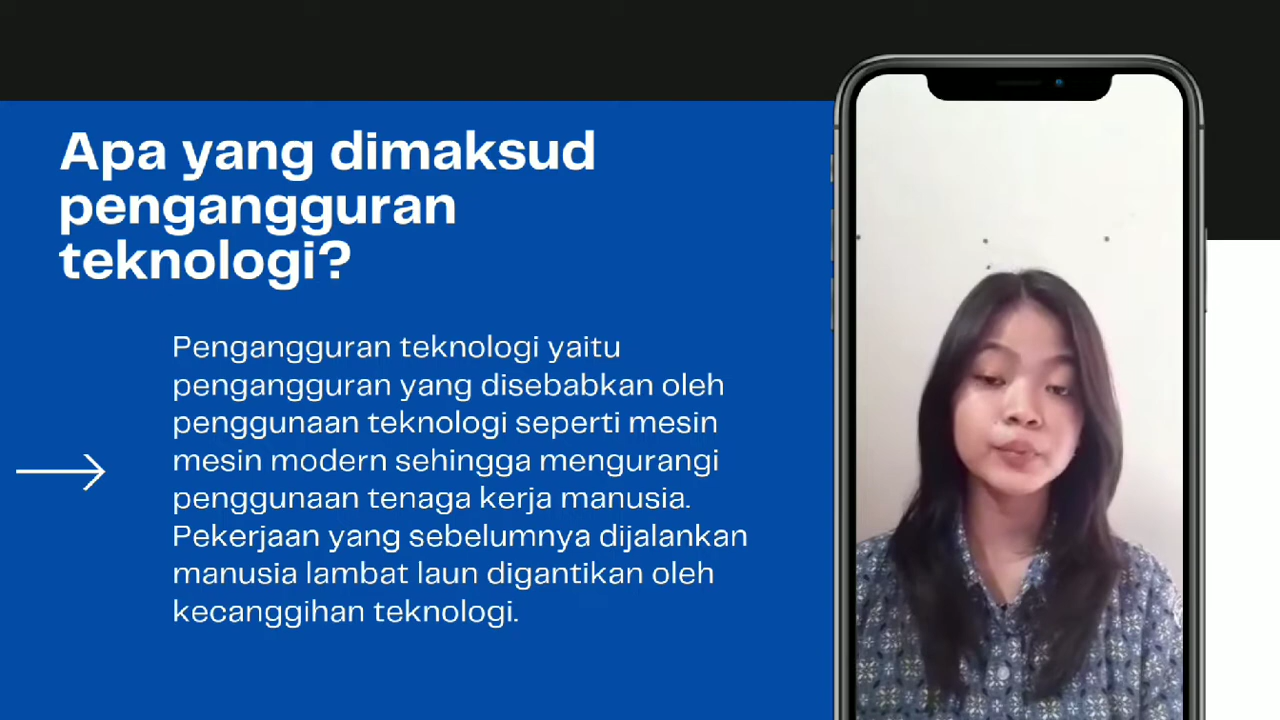 Apa yang dimaksud
pengangguran
teknologi?
Pengangguran teknologi yaitu
pengangguran yang disebabkan oleh
penggunaan teknologi seperti mesin
mesin modern sehingga mengurangi
penggunaan tenaga kerja manusia.
Pekerjaan yang sebelumnya dijalankan
manusia lambat laun digantikan oleh
kecanggihan teknologi.